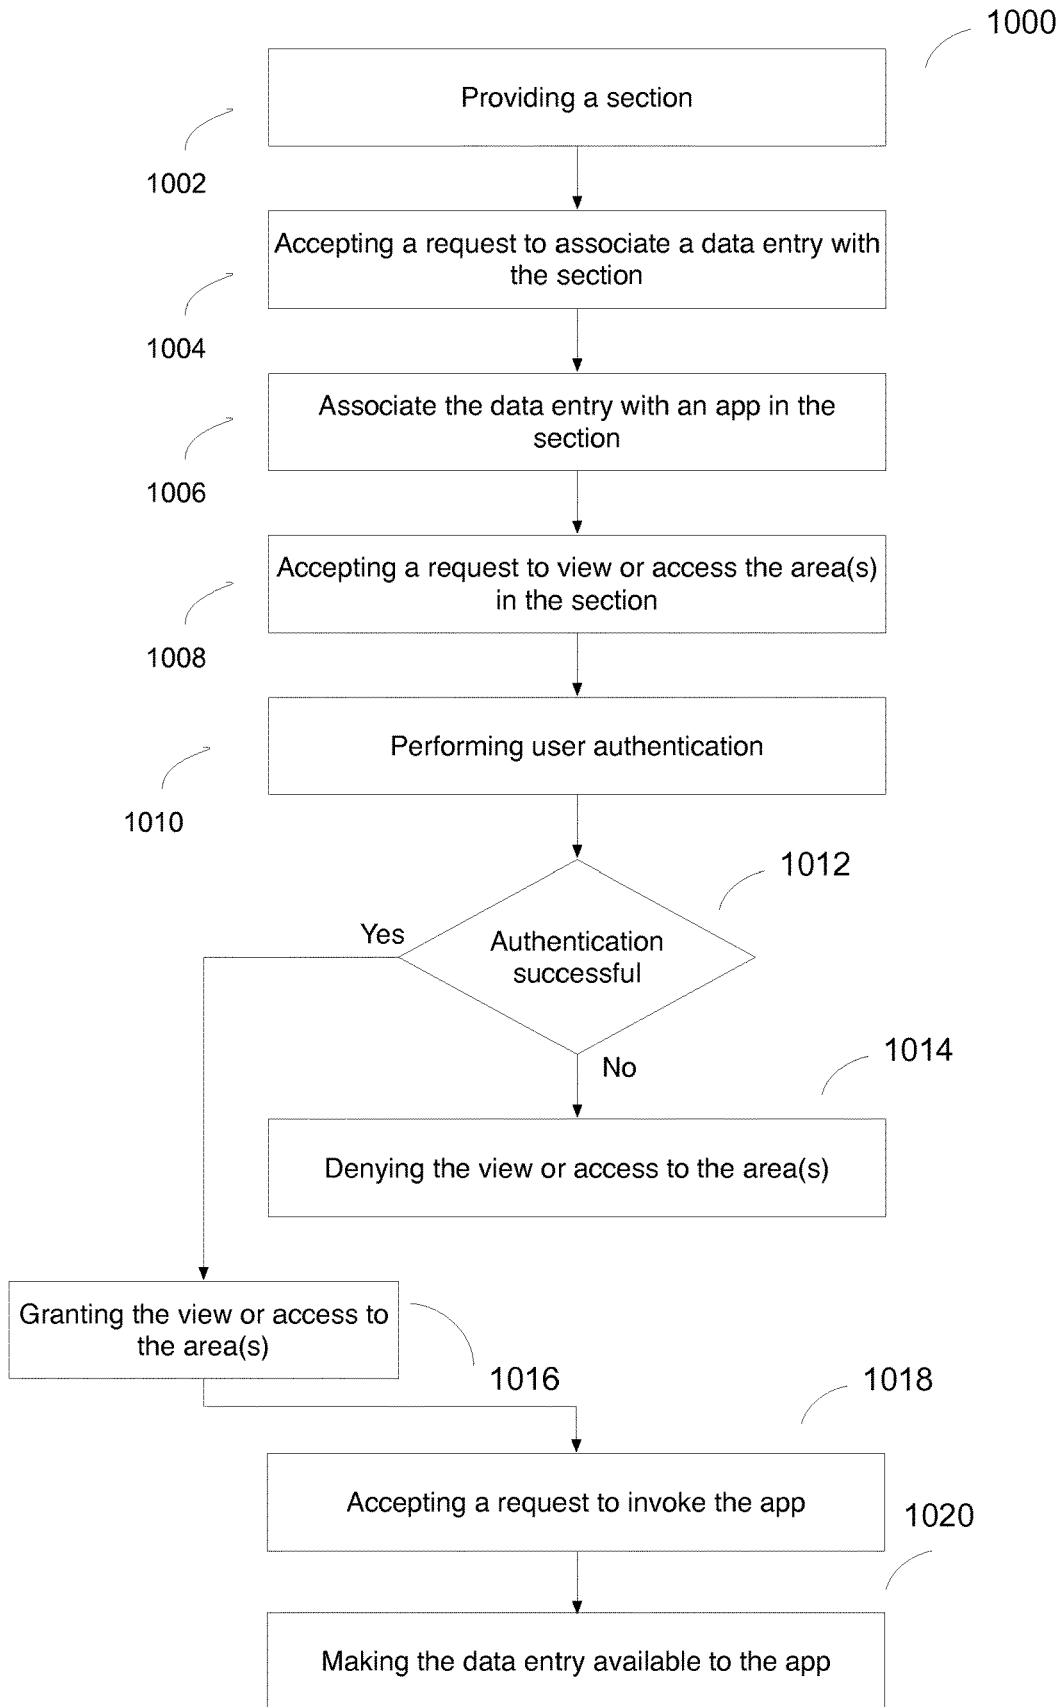 1000
Providing a section
1002
Accepting a request to associate a data entry with
the section
1004
Associate the data entry with an app in the
section
1006
Accepting a request to view or access the area(s)
in the section
1008
Performing user authentication
1010
1012
Yes
Authentication
successful
No
1014
Denying the view or access to the area(s)
Granting the view or access to
the area(s)
1016
1018
Accepting a request to invoke the app
1020
Making the data entry available to the app